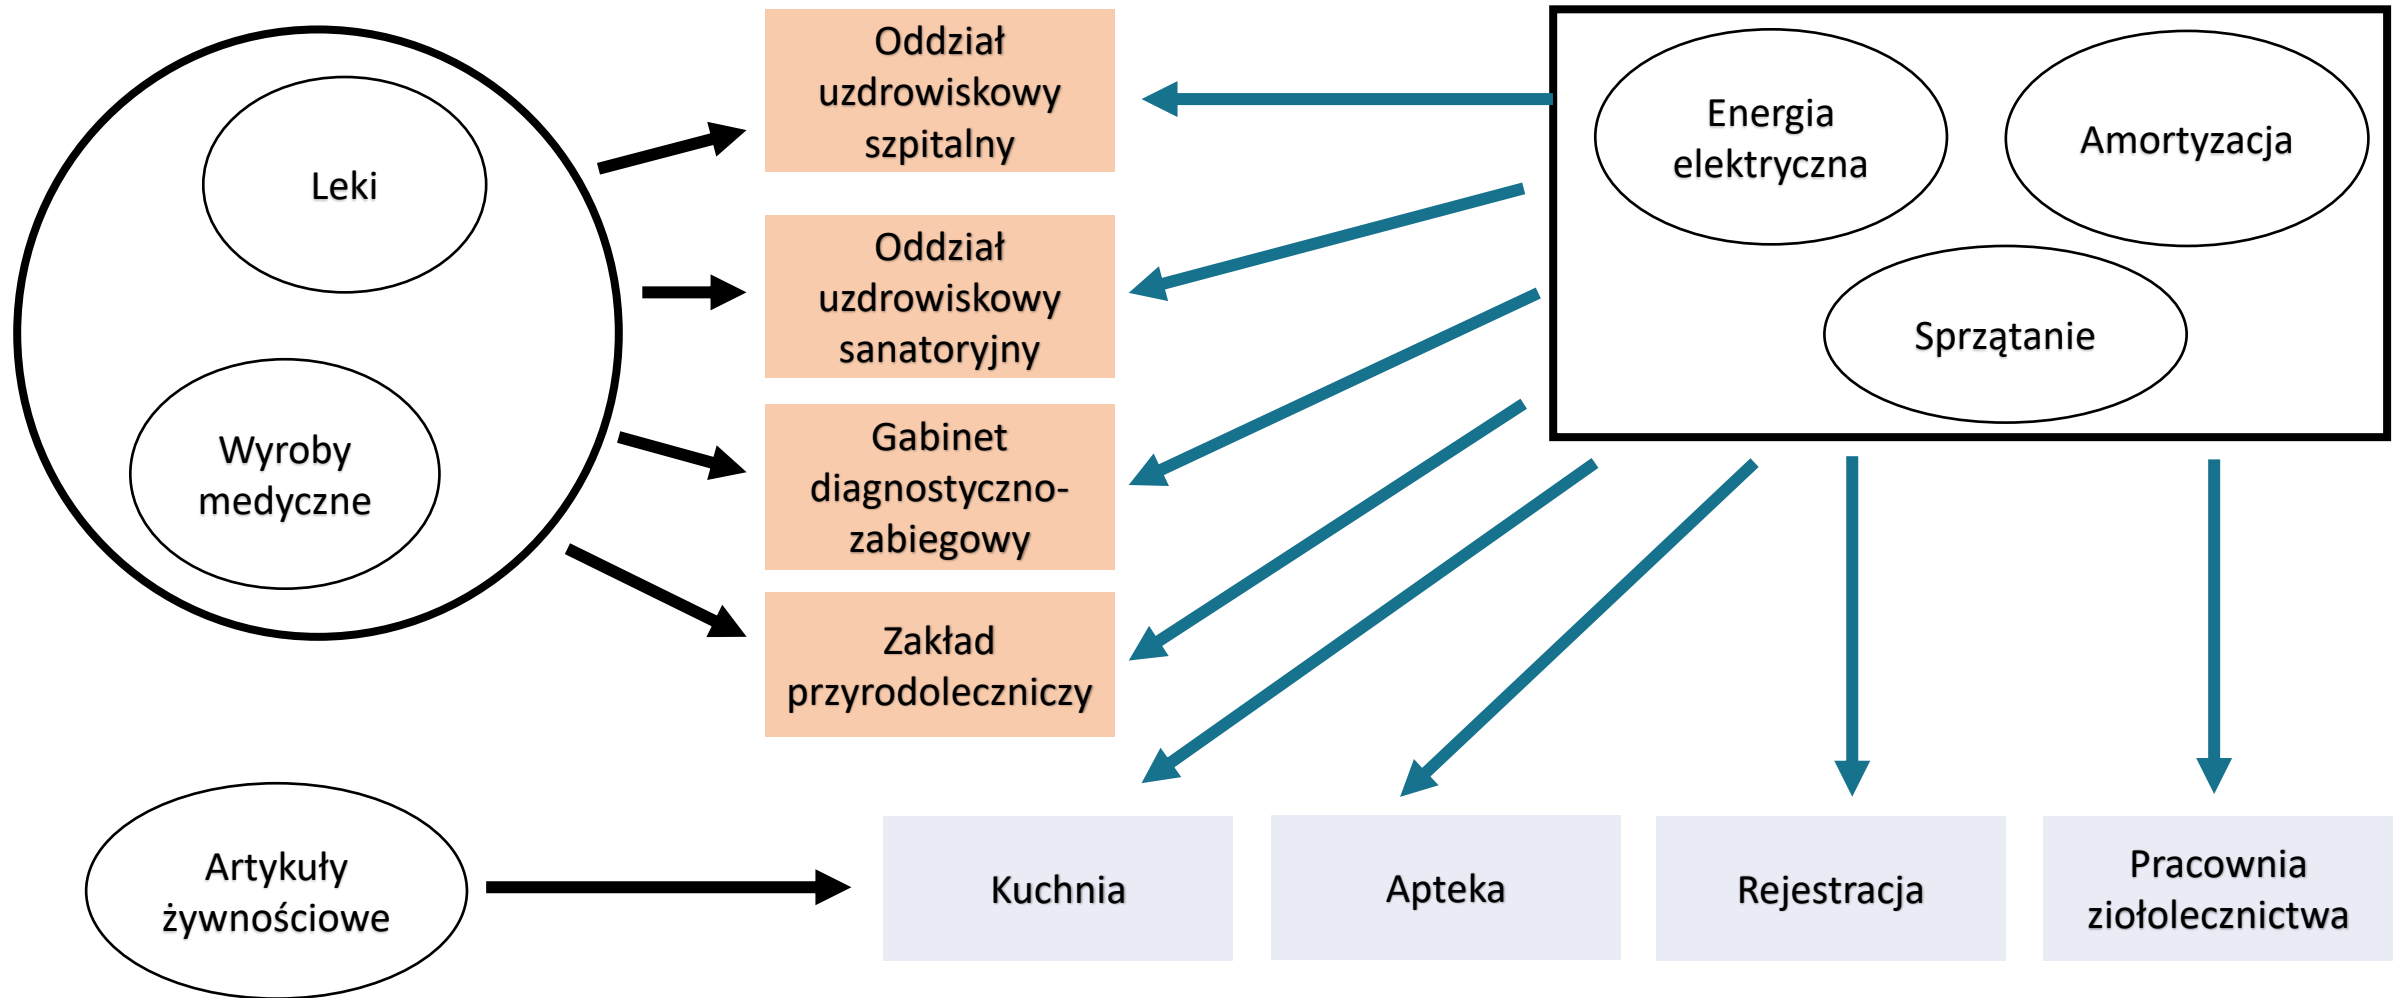 Leki
Wyroby
medyczne
Artykuły
żywnościowe
Oddział
uzdrowiskowy
szpitalny
Oddział
uzdrowiskowy
sanatoryjny
Gabinet
diagnostyczno-
zabiegowy
Zakład
przyrodoleczniczy
Energia
elektryczna
Amortyzacja
Sprzątanie
Kuchnia
Apteka
Rejestracja
Pracownia
ziołolecznictwa